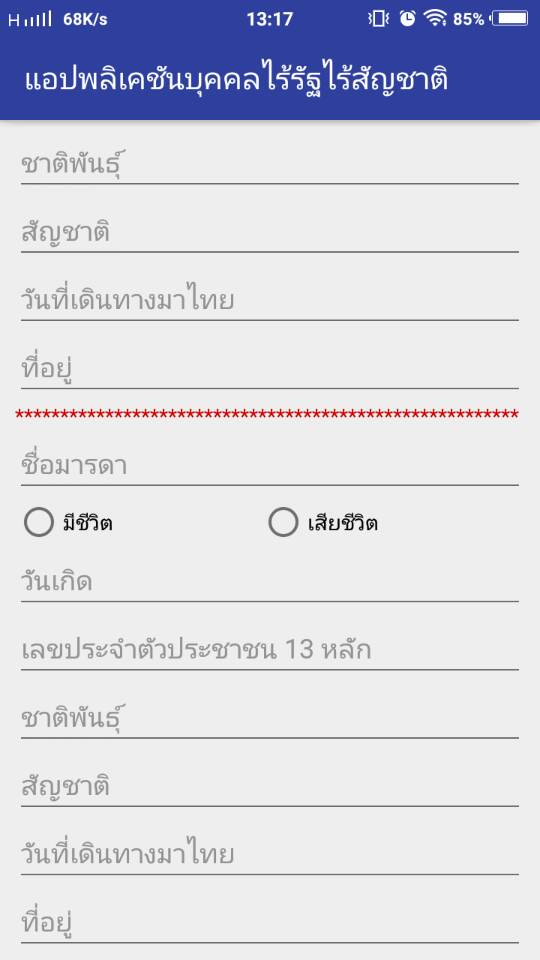 H 68K/s 13:17 85%
แอปพลิเคชันบุคคลไร้รัฐไร้สัญชาติ
ชาติพันธุ์
สัญชาติ
วันที่เดินทางมาไทย
ที่อยู่
********************************************************
ชื่อมารดา
มีชีวิต เสียชีวิต
วันเกิด
เลขประจำตัวประชาชน 13 หลัก
ชาติพันธุ์
สัญชาติ
วันที่เดินทางมาไทย
ที่อยู่